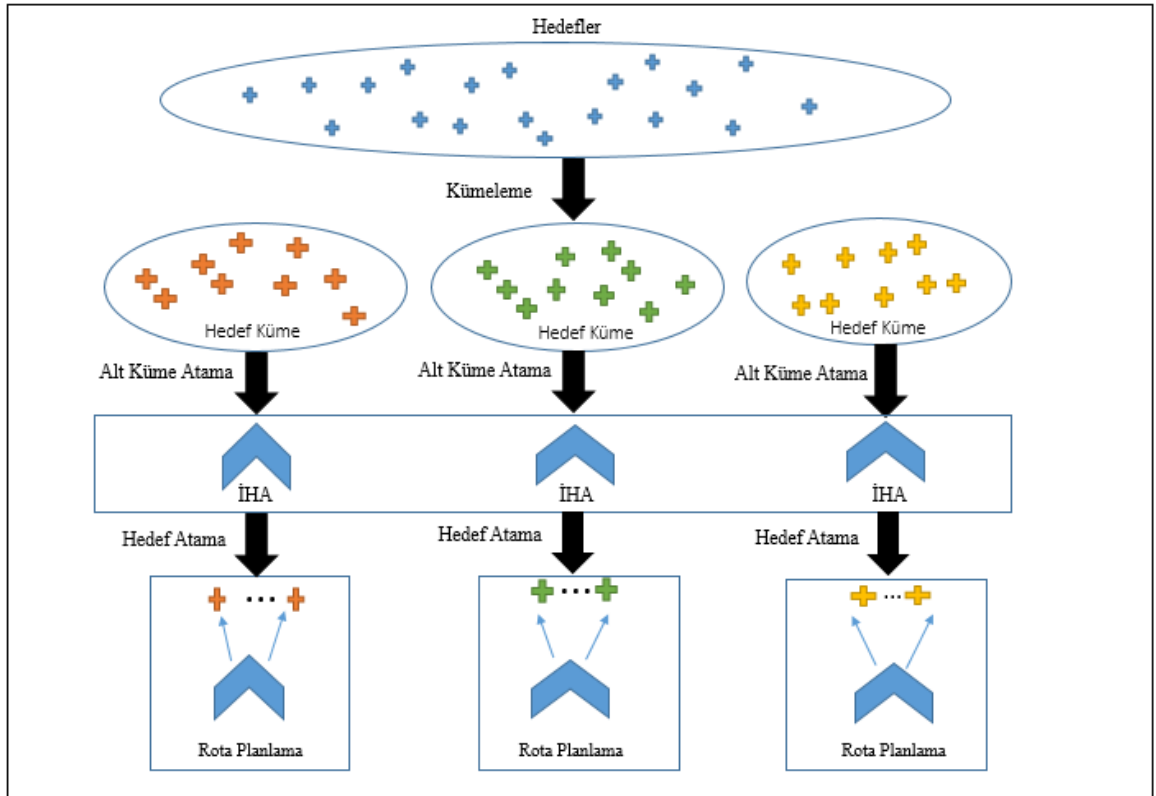 Hedefler
Kümeleme
Hedef Küme
Hedef Küme
Hedef Küme
Alt Küme Atama
Alt Küme Atama
Alt Küme Atama
İHA
İHA
İHA
Hedef Atama
Hedef Atama
Hedef Atama
Rota Planlama
Rota Planlama
Rota Planlama